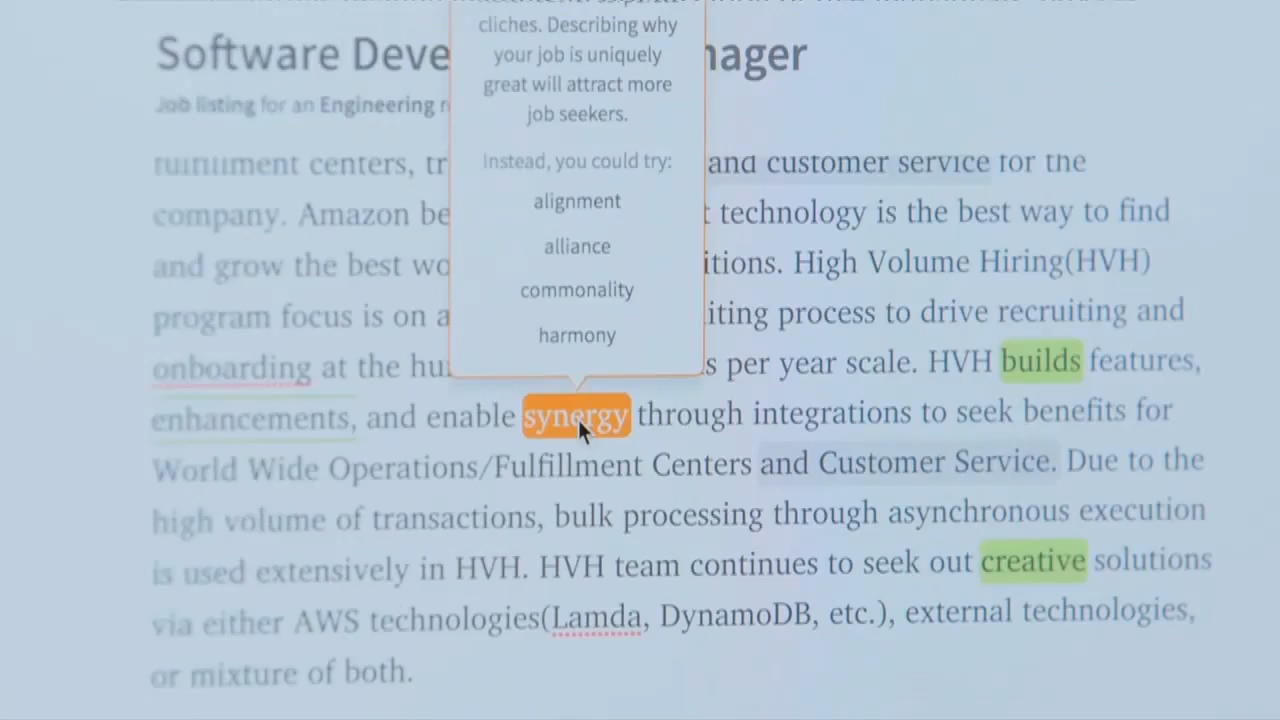 cliches. Describing why
your job is uniquely
great will attract more
job seekers.
Instead, you could try:
alignment
alliance
commonality
harmony
Software Deve nager
Job listing for an Engineering
centers, tr and customer service for the
company. Amazon be t technology is the best way to find
and grow the best wo itions. High Volume Hiring(HVH)
program focus is on a iting process to drive recruiting and
onboarding at the hu s per year scale. HVH builds features,
enhancements, and enable synergy through integrations to seek benefits for
World Wide Operations/Fulfillment Centers and Customer Service. Due to the
high volume of transactions, bulk processing through asynchronous execution
is used extensively in HVH. HVH team continues to seek out creative solutions
via either AWS technologies(Lamda, DynamoDB, etc.), external technologies,
or mixture of both.